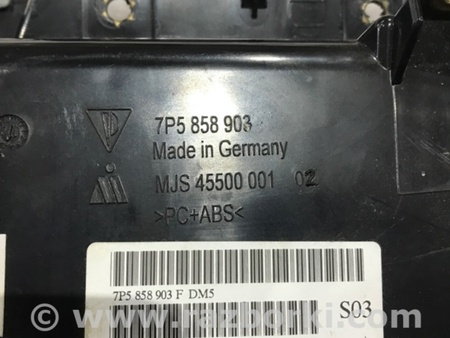 7P5 858 903
Made in Germany
MJS 45500 001 02
>PC+ABS<
7P5 858 903 F DM5
S03
© www.razborki.com